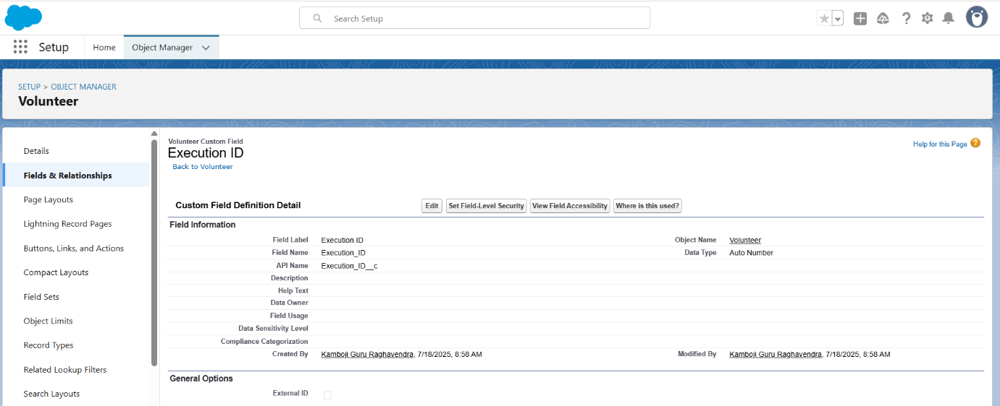 Search Setup
Setup
Home
Object Manager
SETUP > OBJECT MANAGER
Volunteer
Details
Fields & Relationships
Page Layouts
Lightning Record Pages
Buttons, Links, and Actions
Compact Layouts
Field Sets
Object Limits
Record Types
Related Lookup Filters
Search Layouts
Volunteer Custom Field
Execution ID
Back to Volunteer
Help for this Page
Custom Field Definition Detail
Edit Set Field-Level Security View Field Accessibility Where is this used?
Field Information
Field Label Execution ID Object Name Volunteer
Field Name Execution_ID Data Type Auto Number
API Name Execution_ID__c
Description
Help Text
Data Owner
Field Usage
Data Sensitivity Level
Compliance Categorization
Created By Kamboji Guru Raghavendra, 7/18/2025, 8:58 AM Modified By Kamboji Guru Raghavendra, 7/18/2025, 8:58 AM
General Options
External ID